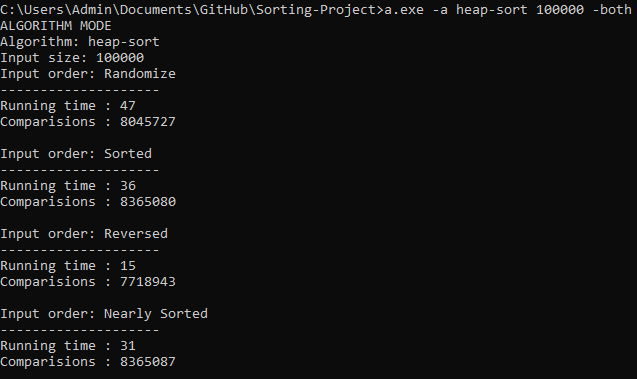 C:\Users\Admin\Documents\GitHub\Sorting-Project>a.exe -a heap-sort 100000 -both
ALGORITHM MODE
Algorithm: heap-sort
Input size: 100000
Input order: Randomize
--------------------
Running time : 47
Comparisions : 8045727
Input order: Sorted
--------------------
Running time : 36
Comparisions : 8365080
Input order: Reversed
--------------------
Running time : 15
Comparisions : 7718943
Input order: Nearly Sorted
--------------------
Running time : 31
Comparisions : 8365087